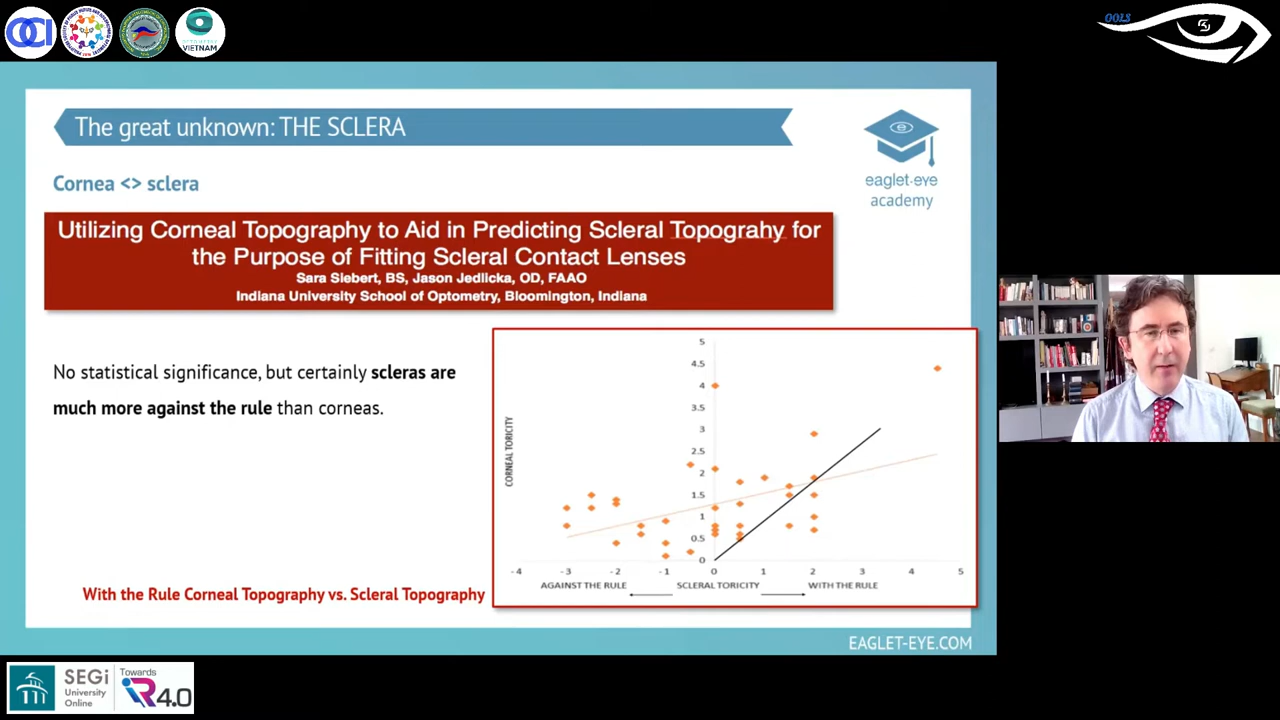 OCI
VIETNAM
OOLS
The great unknown: THE SCLERA
eaglet-eye
academy
Cornea <> sclera
Utilizing Corneal Topography to Aid in Predicting Scleral Topograhy for
the Purpose of Fitting Scleral Contact Lenses
Sara Siebert, BS, Jason Jedlicka, OD, FAAO
Indiana University School of Optometry, Bloomington, Indiana
No statistical significance, but certainly scleras are
much more against the rule than corneas.
CORNEAL TORICITY
5
4.5
4
3.5
3
2.5
2
1.5
1
0.5
0
-4 -3 -2 -1 0 1 2 3 4 5
AGAINST THE RULE SCLERAL TORICITY WITH THE RULE
With the Rule Corneal Topography vs. Scleral Topography
EAGLET-EYE.COM
SEGi
University
Online
Towards
iR4.0